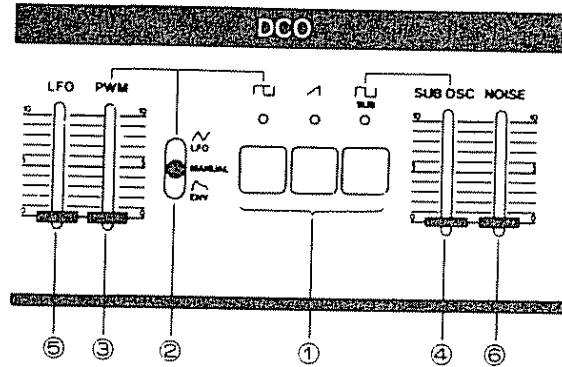 DCO
LFO PWM SUB OSC NOISE
SUB
10 10 10 10
LFO
MANUAL
ENV
0 0 0 0
⑤ ③ ② ① ④ ⑥